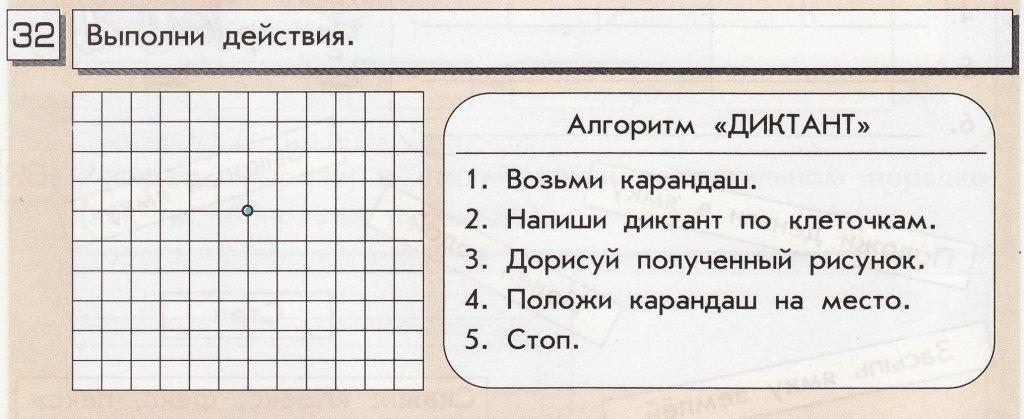 32 Выполни действия.
Алгоритм «ДИКТАНТ»
1. Возьми карандаш.
2. Напиши диктант по клеточкам.
3. Дорисуй полученный рисунок.
4. Положи карандаш на место.
5. Стоп.